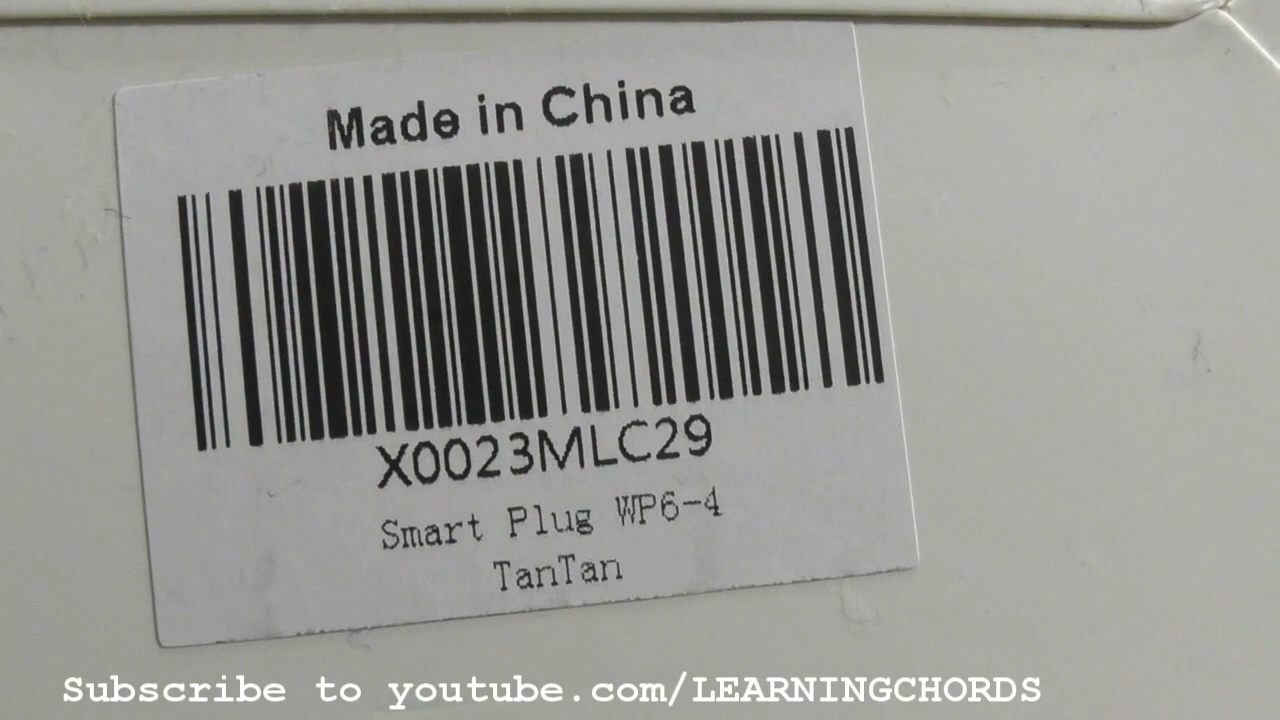 Made in China
X0023MLC29
Smart Plug WP6-4
TanTan
Subscribe to youtube.com/LEARNINGCHORDS